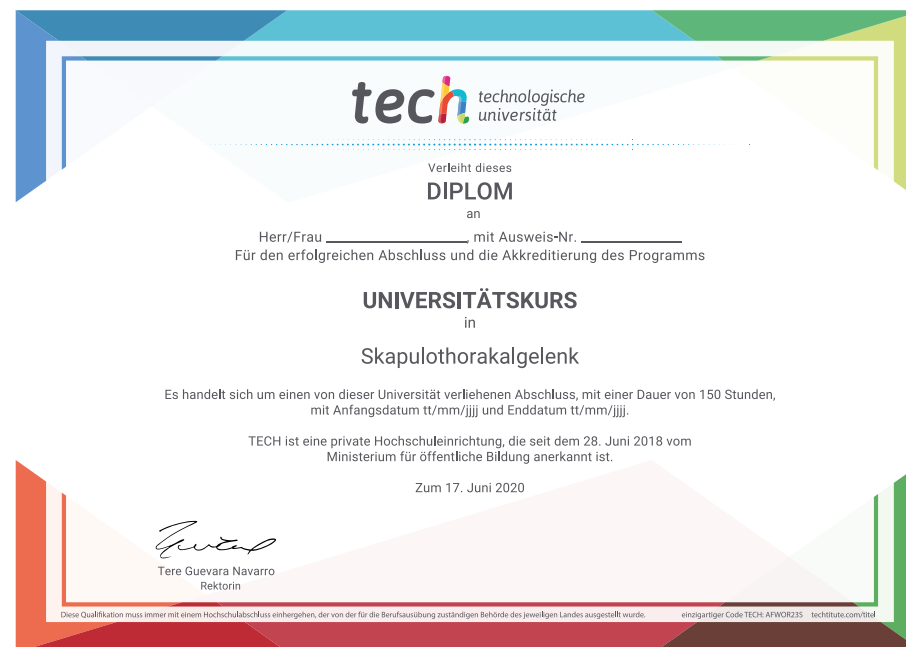 tech technologische
universität
Verleiht dieses
DIPLOM
an
Herr/Frau ____________________, mit Ausweis-Nr. ______________
Für den erfolgreichen Abschluss und die Akkreditierung des Programms
UNIVERSITÄTSKURS
in
Skapulothorakalgelenk
Es handelt sich um einen von dieser Universität verliehenen Abschluss, mit einer Dauer von 150 Stunden,
mit Anfangsdatum tt/mm/jjjj und Enddatum tt/mm/jjjj.
TECH ist eine private Hochschuleinrichtung, die seit dem 28. Juni 2018 vom
Ministerium für öffentliche Bildung anerkannt ist.
Zum 17. Juni 2020
Tere Guevara Navarro
Rektorin
Diese Qualifikation muss immer mit einem Hochschulabschluss einhergehen, der von der für die Berufsausübung zuständigen Behörde des jeweiligen Landes ausgestellt wurde. einzigartiger Code TECH: AFWOR23S techtitute.com/titel